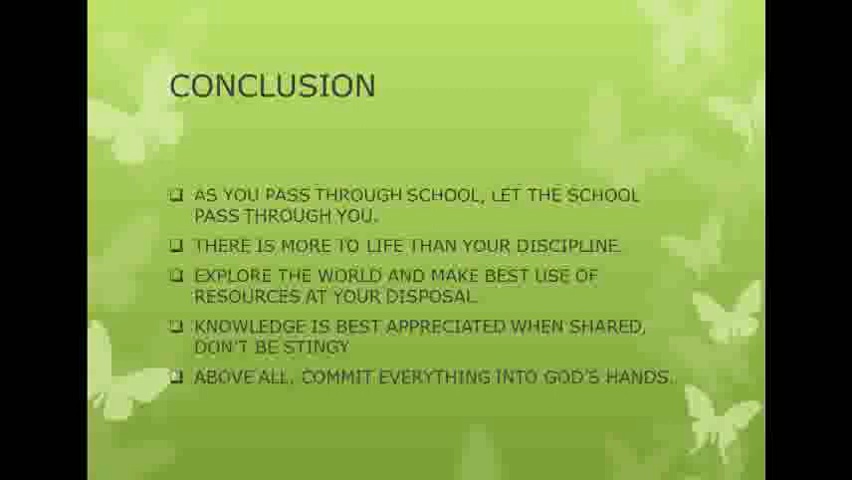 CONCLUSION
❑ AS YOU PASS THROUGH SCHOOL, LET THE SCHOOL
PASS THROUGH YOU.
❑ THERE IS MORE TO LIFE THAN YOUR DISCIPLINE.
❑ EXPLORE THE WORLD AND MAKE BEST USE OF
RESOURCES AT YOUR DISPOSAL.
❑ KNOWLEDGE IS BEST APPRECIATED WHEN SHARED,
DON'T BE STINGY
❑ ABOVE ALL, COMMIT EVERYTHING INTO GOD'S HANDS..